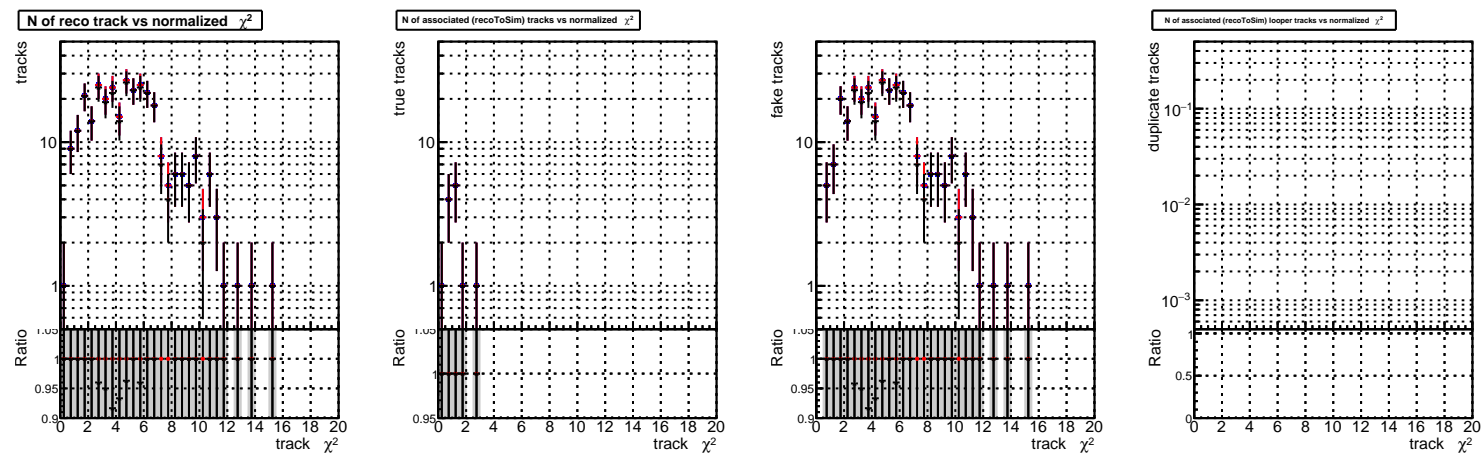 N of reco track vs normalized χ²
tracks
10
1
Ratio
1.05
1
0.95
0.9
0 2 4 6 8 10 12 14 16 18 20
track χ²
N of associated (recoToSim) tracks vs normalized χ²
true tracks
10
1
Ratio
1
0.95
0 2 4 6 8 10 12 14 16 18 20
track χ²
fake tracks
10
1
Ratio
1.05
1
0.95
0.9
0 2 4 6 8 10 12 14 16 18 20
track χ²
N of associated (recoToSim) looper tracks vs normalized χ²
duplicate tracks
10⁻¹
10⁻²
10⁻³
Ratio
1
0.5
0
0 2 4 6 8 10 12 14 16 18 20
track χ²